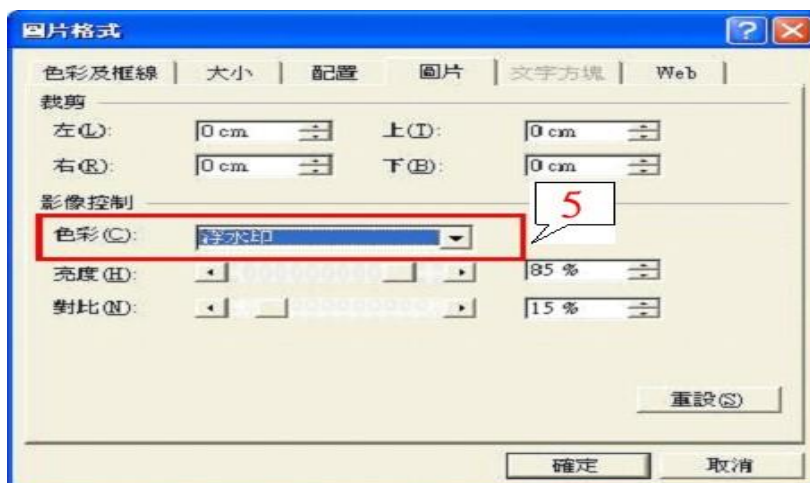 圖片格式
色彩及框線 大小 配置 圖片 文字方塊 Web
裁剪
左(L): 0 cm 上(T): 0 cm
右(R): 0 cm 下(B): 0 cm
影像控制
5
色彩(C): 浮水印
亮度(H): 85 %
對比(N): 15 %
重設(S)
確定 取消